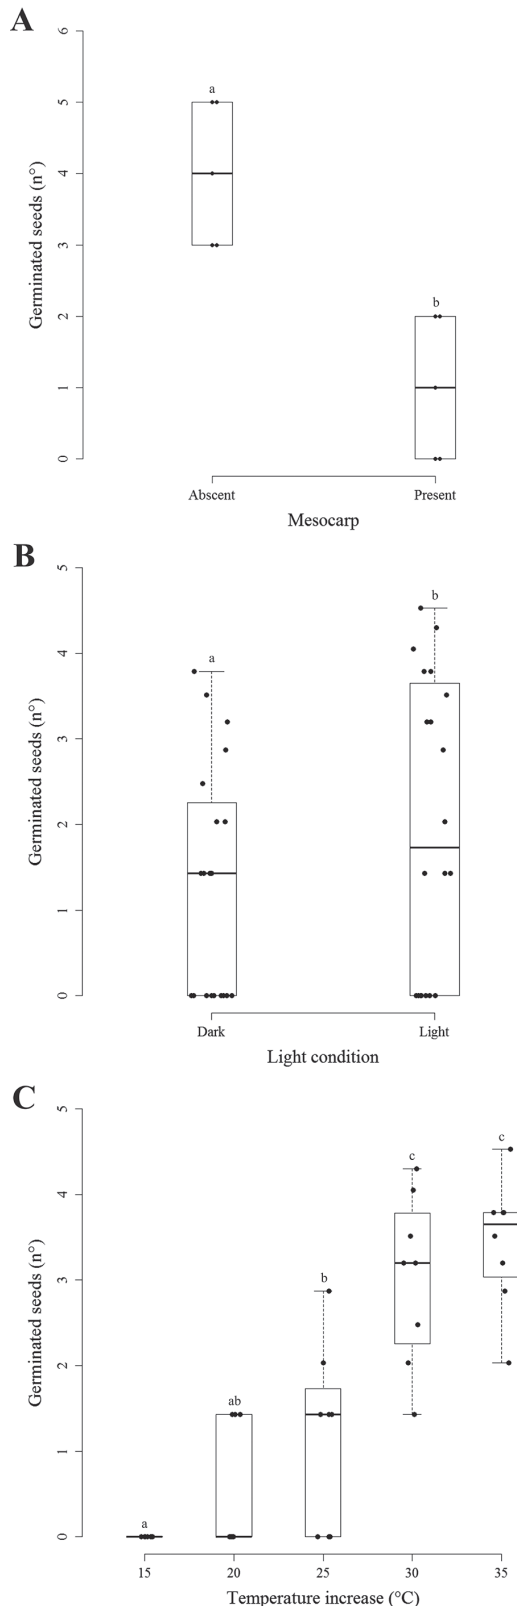 A
6
a
5
4
3
b
2
1
0
Germinated seeds (n°)
Abscent Present
Mesocarp
B
5
b
4
a
3
2
1
0
Germinated seeds (n°)
Dark Light
Light condition
C
5
c
c
4
3
b
2
ab
1
a
0
Germinated seeds (n°)
15 20 25 30 35
Temperature increase (°C)